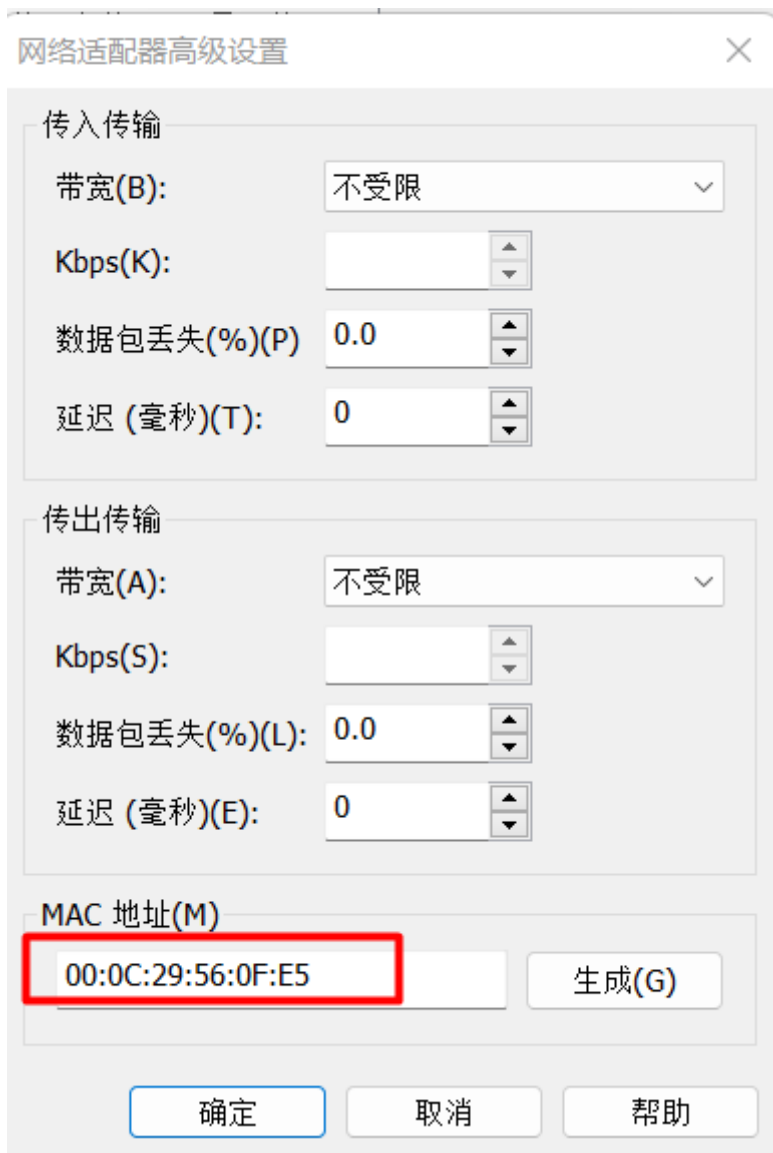 网络适配器高级设置
传入传输
带宽(B): 不受限
Kbps(K):
数据包丢失(%)(P) 0.0
延迟 (毫秒)(T): 0
传出传输
带宽(A): 不受限
Kbps(S):
数据包丢失(%)(L): 0.0
延迟 (毫秒)(E): 0
MAC 地址(M)
00:0C:29:56:0F:E5 生成(G)
确定 取消 帮助